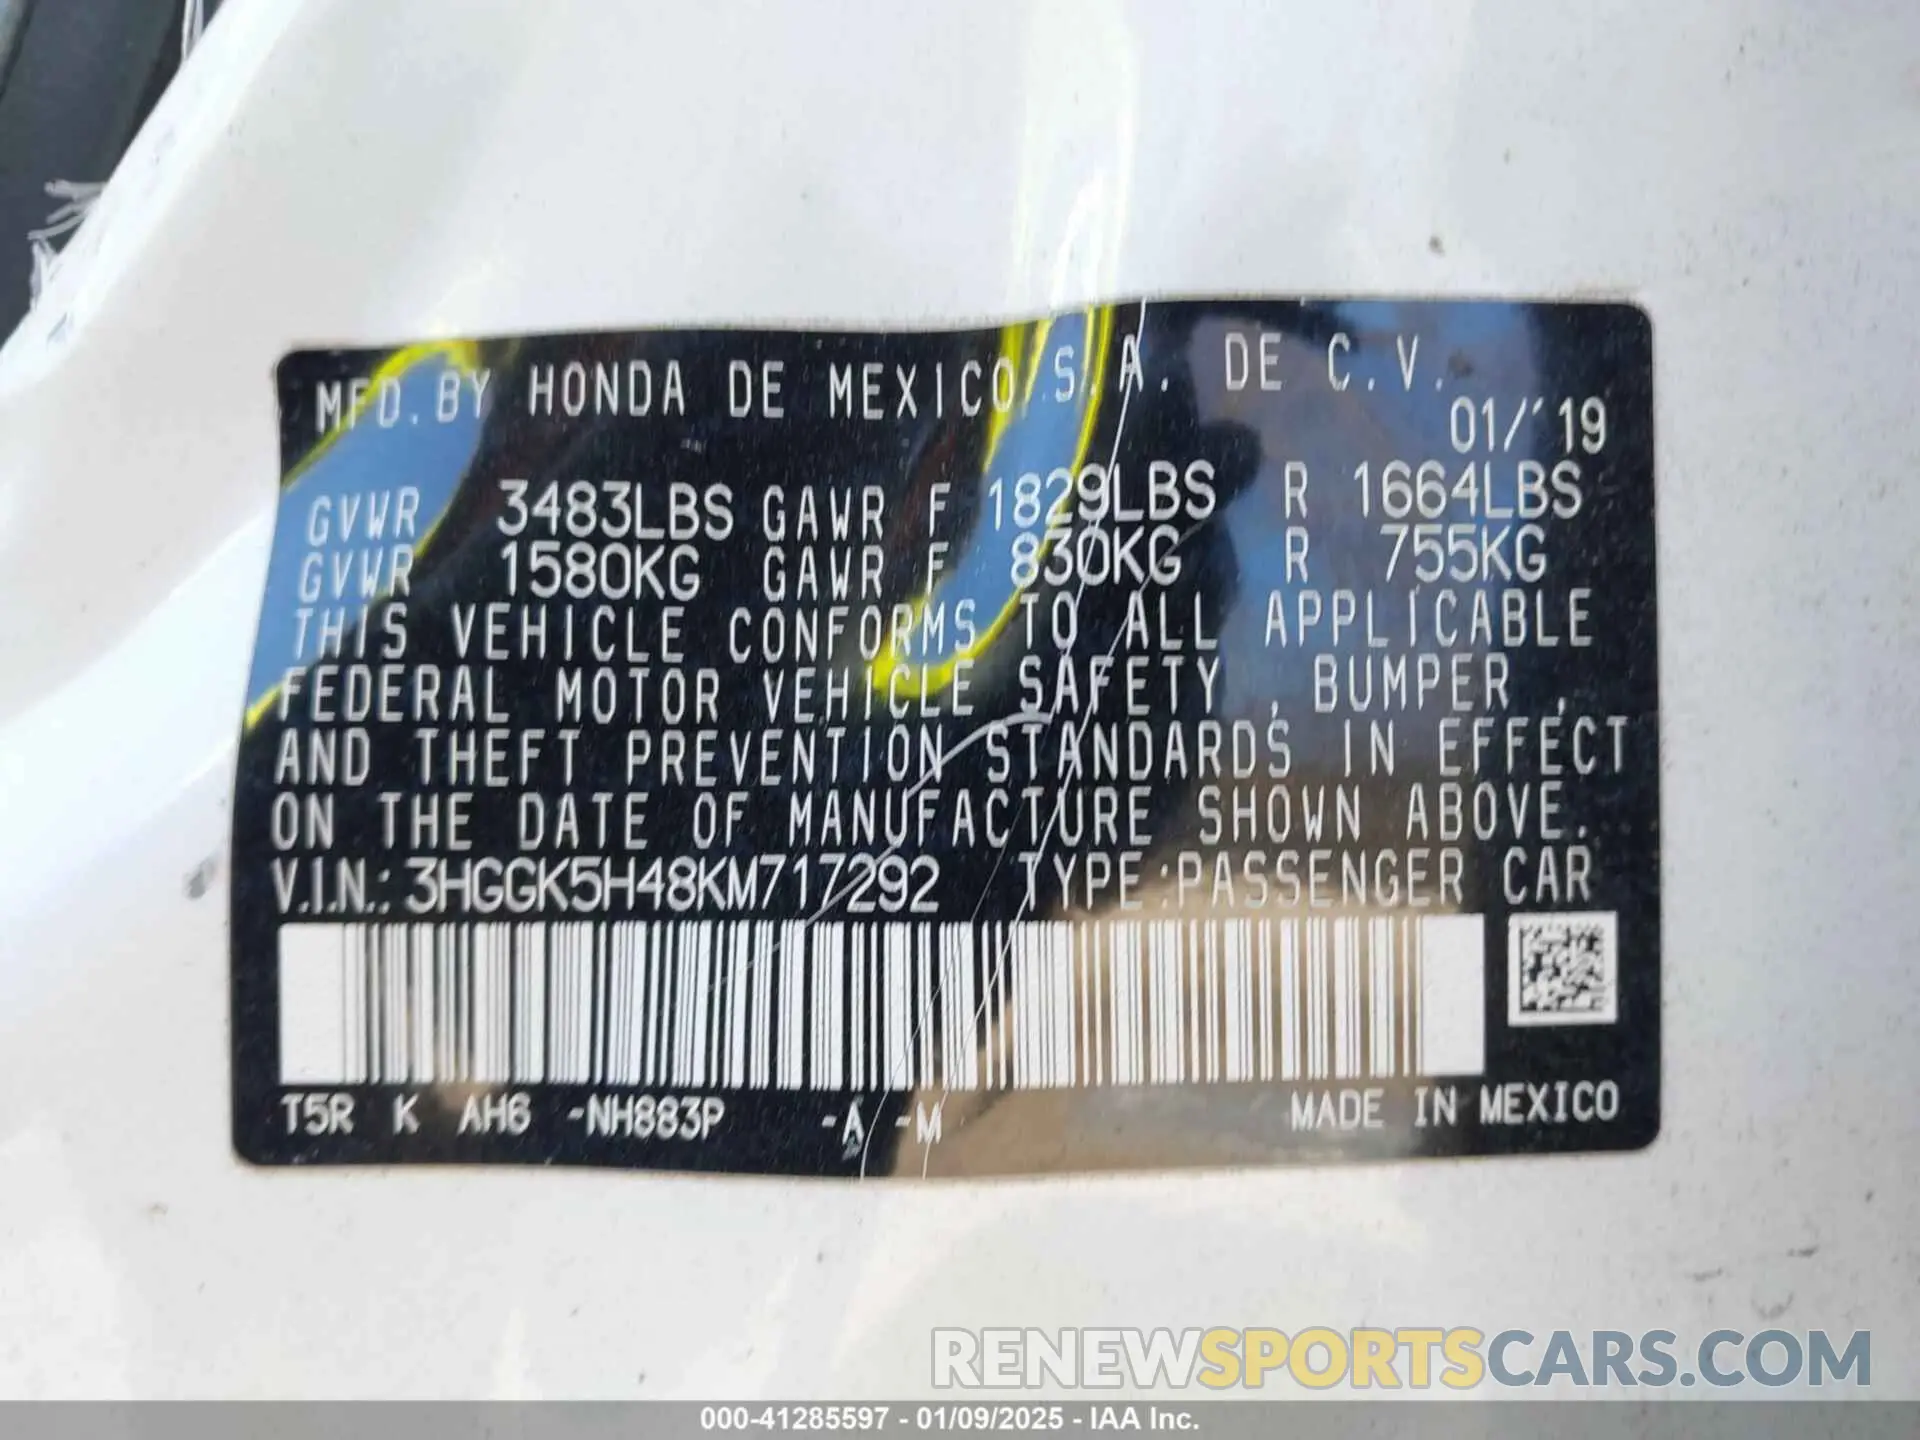 MFD. BY HONDA DE MEXICO, S.A. DE C.V.
01/'19
GVWR 3483LBS GAWR F 1829LBS R 1664LBS
GVWR 1580KG GAWR F 830KG R 755KG
THIS VEHICLE CONFORMS TO ALL APPLICABLE
FEDERAL MOTOR VEHICLE SAFETY , BUMPER ,
AND THEFT PREVENTION STANDARDS IN EFFECT
ON THE DATE OF MANUFACTURE SHOWN ABOVE.
V.I.N.: 3HGGK5H48KM717292 TYPE:PASSENGER CAR
T5R K AH6 -NH883P -A -M MADE IN MEXICO
RENEWSPORTSCARS.COM
000-41285597 - 01/09/2025 - IAA Inc.